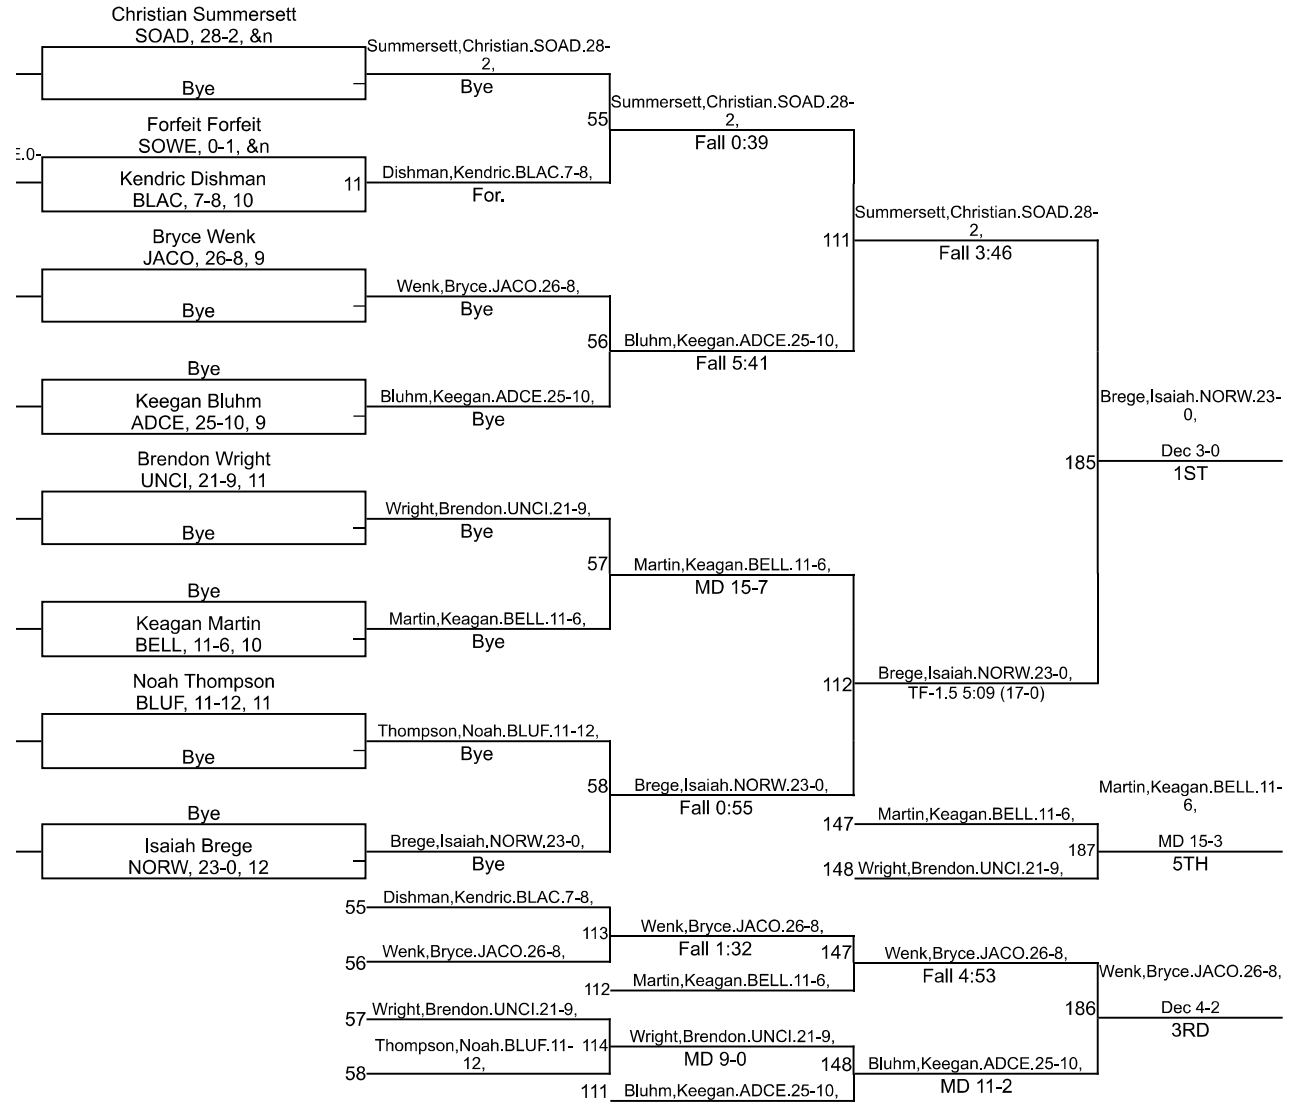 Christian Summersett
SOAD, 28-2, &n
Bye
Forfeit Forfeit
SOWE, 0-1, &n
E.0-
Kendric Dishman
BLAC, 7-8, 10
11
Bryce Wenk
JACO, 26-8, 9
Bye
Bye
Keegan Bluhm
ADCE, 25-10, 9
Brendon Wright
UNCI, 21-9, 11
Bye
Bye
Keagan Martin
BELL, 11-6, 10
Noah Thompson
BLUF, 11-12, 11
Bye
Bye
Isaiah Brege
NORW, 23-0, 12
Summersett,Christian.SOAD.28-
2,
Bye
55
Dishman,Kendric.BLAC.7-8,
For.
Wenk,Bryce.JACO.26-8,
Bye
56
Bluhm,Keegan.ADCE.25-10,
Bye
Wright,Brendon.UNCI.21-9,
Bye
57
Martin,Keagan.BELL.11-6,
Bye
Thompson,Noah.BLUF.11-12,
Bye
58
Brege,Isaiah.NORW.23-0,
Bye
Summersett,Christian.SOAD.28-
2,
Fall 0:39
111
Bluhm,Keegan.ADCE.25-10,
Fall 5:41
Martin,Keagan.BELL.11-6,
MD 15-7
112
Brege,Isaiah.NORW.23-0,
Fall 0:55
Summersett,Christian.SOAD.28-
2,
Fall 3:46
185
Brege,Isaiah.NORW.23-0,
TF-1.5 5:09 (17-0)
Brege,Isaiah.NORW.23-
0,
Dec 3-0
1ST
147
Martin,Keagan.BELL.11-6,
187
148
Wright,Brendon.UNCI.21-9,
Martin,Keagan.BELL.11-
6,
MD 15-3
5TH
55
Dishman,Kendric.BLAC.7-8,
113
56
Wenk,Bryce.JACO.26-8,
Wenk,Bryce.JACO.26-8,
Fall 1:32
147
112
Martin,Keagan.BELL.11-6,
57
Wright,Brendon.UNCI.21-9,
114
58
Thompson,Noah.BLUF.11-
12,
Wright,Brendon.UNCI.21-9,
MD 9-0
148
111
Bluhm,Keegan.ADCE.25-10,
Wenk,Bryce.JACO.26-8,
Fall 4:53
186
Bluhm,Keegan.ADCE.25-10,
MD 11-2
Wenk,Bryce.JACO.26-8,
Dec 4-2
3RD